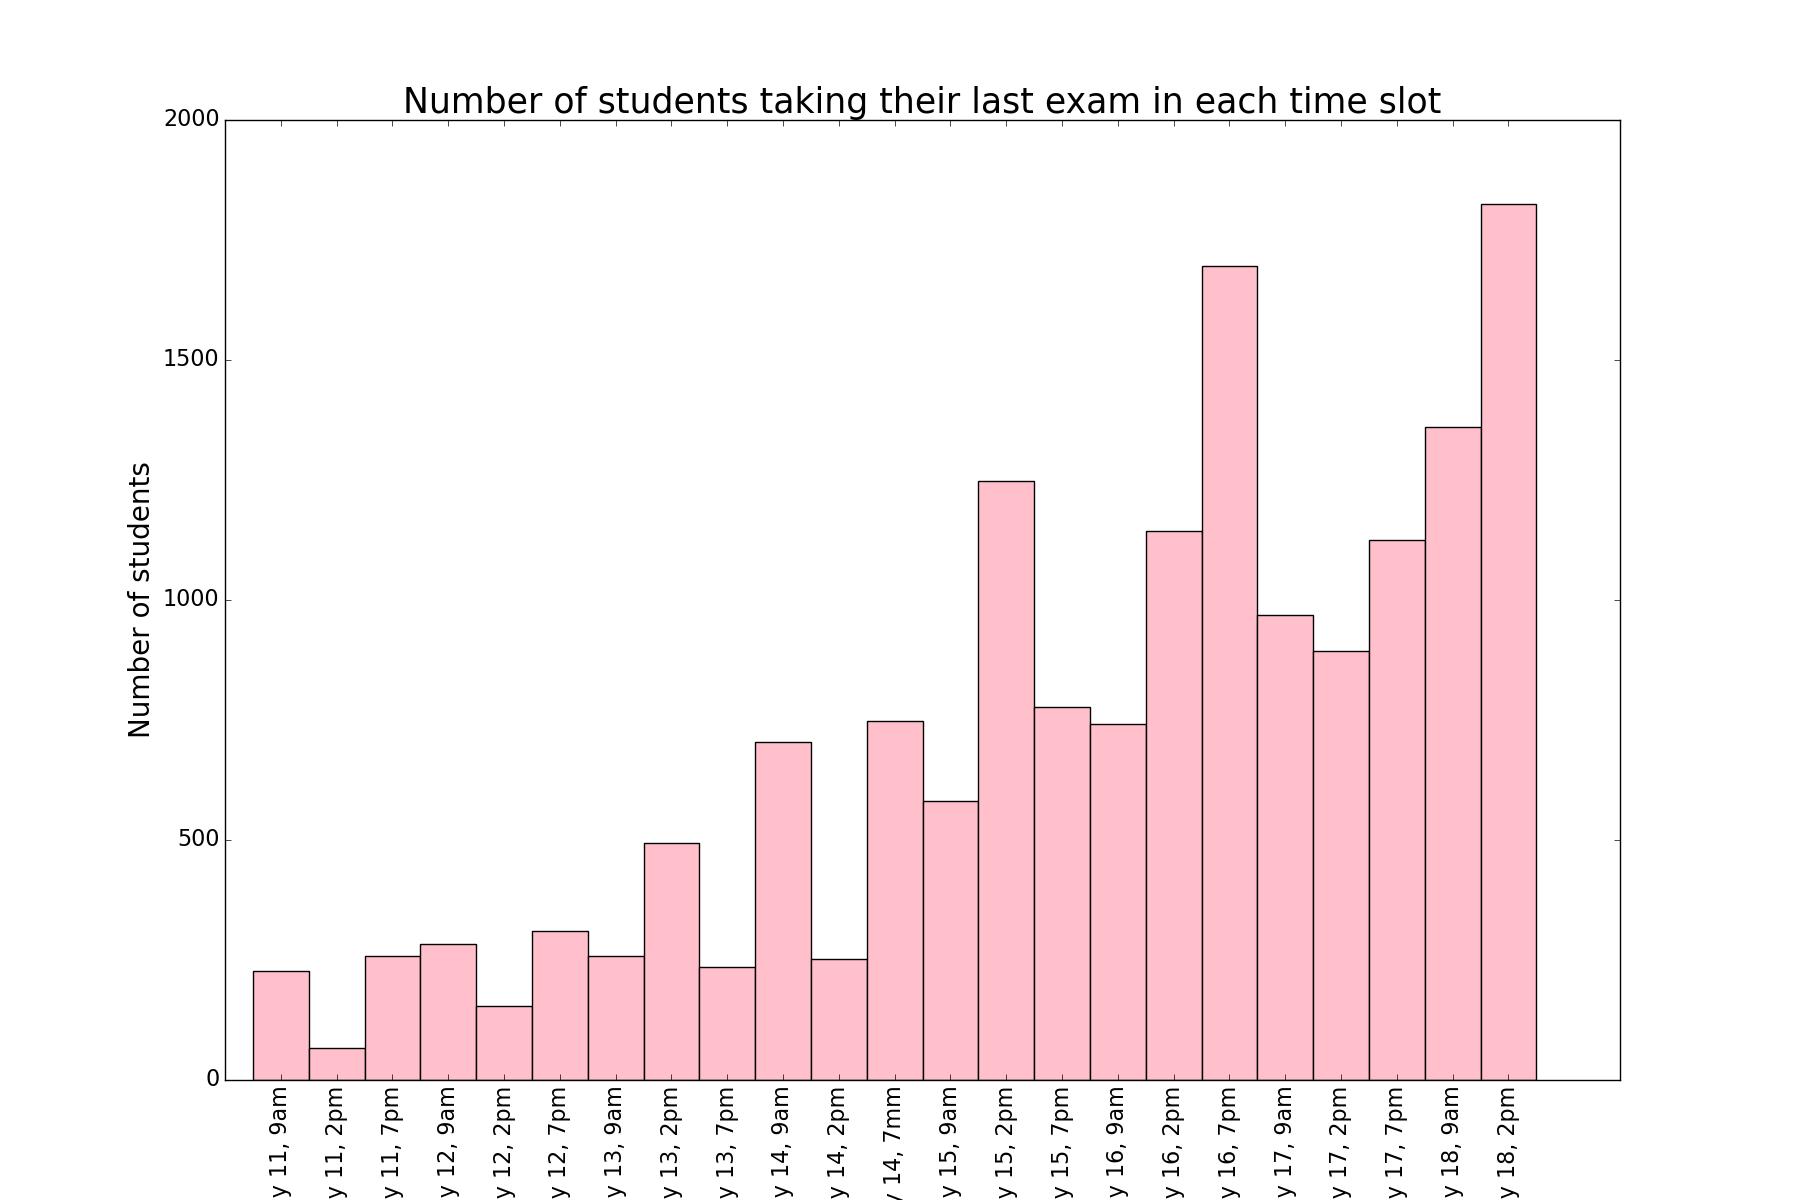 Number of students taking their last exam in each time slot
2000
1500
1000
500
0
Number of students
y 11, 9am
y 11, 2pm
y 11, 7pm
y 12, 9am
y 12, 2pm
y 12, 7pm
y 13, 9am
y 13, 2pm
y 13, 7pm
y 14, 9am
y 14, 2pm
y 14, 7mm
y 15, 9am
y 15, 2pm
y 15, 7pm
y 16, 9am
y 16, 2pm
y 16, 7pm
y 17, 9am
y 17, 2pm
y 17, 7pm
y 18, 9am
y 18, 2pm